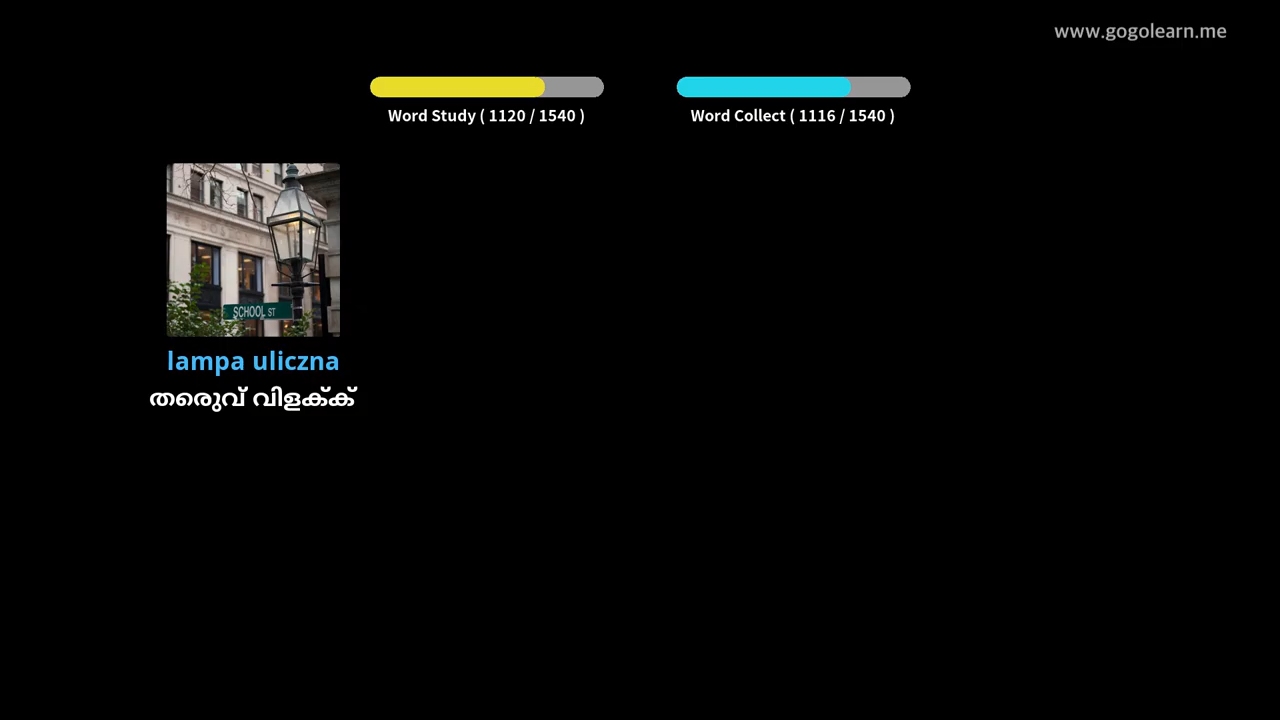 www.gogolearn.me
Word Study ( 1120 / 1540 )
Word Collect ( 1116 / 1540 )
SCHOOL ST
lampa uliczna
തെരുവ് വിളക്ക്